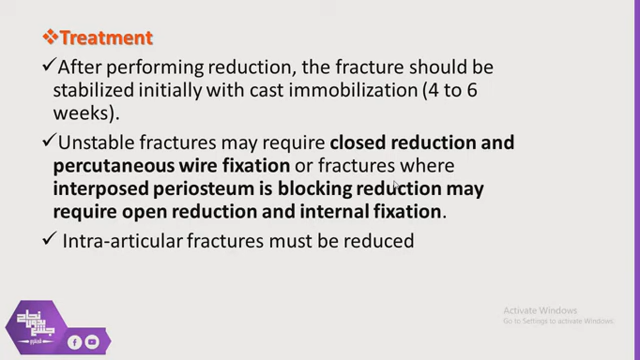 Treatment
After performing reduction, the fracture should be
stabilized initially with cast immobilization (4 to 6
weeks).
Unstable fractures may require closed reduction and
percutaneous wire fixation or fractures where
interposed periosteum is blocking reduction may
require open reduction and internal fixation.
Intra-articular fractures must be reduced
Activate Windows
Go to Settings to activate Windows.